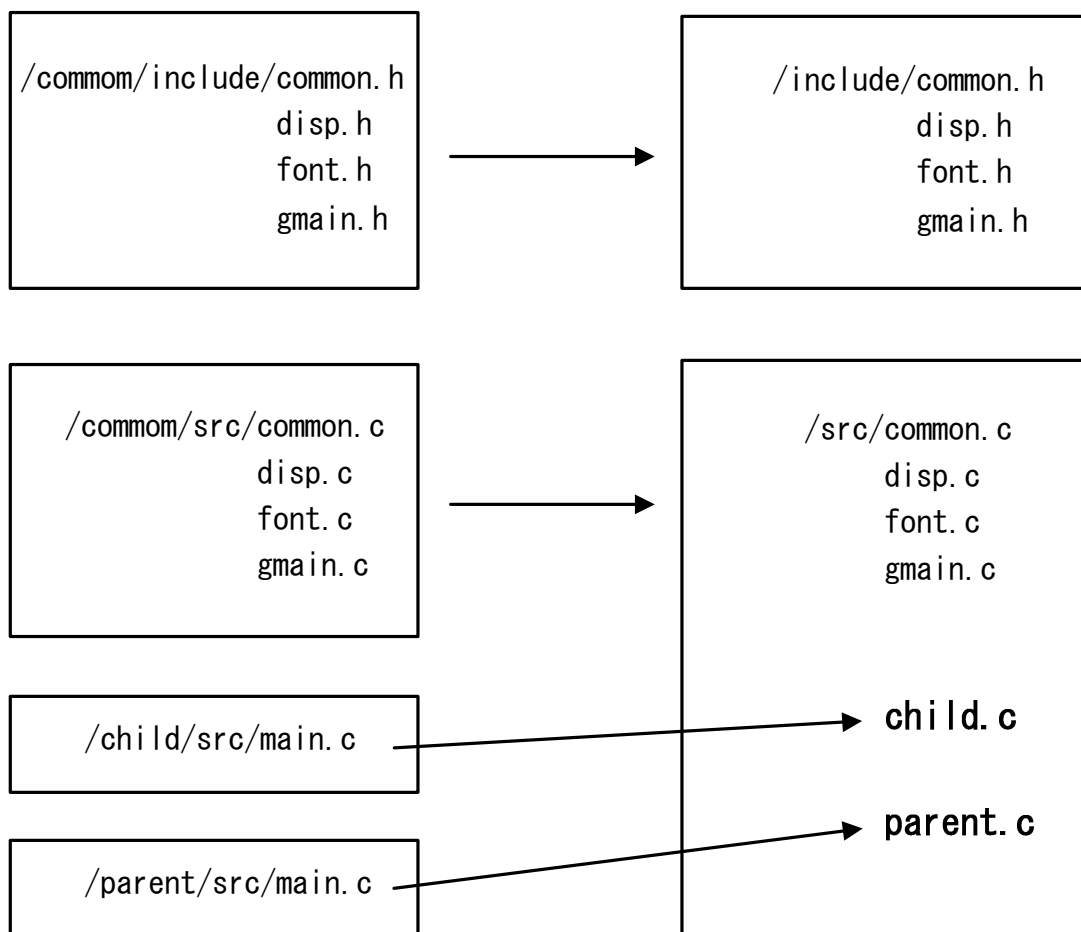 /commom/include/common.h
disp.h
font.h
gmain.h
/include/common.h
disp.h
font.h
gmain.h
/commom/src/common.c
disp.c
font.c
gmain.c
/src/common.c
disp.c
font.c
gmain.c
child.c
parent.c
/child/src/main.c
/parent/src/main.c